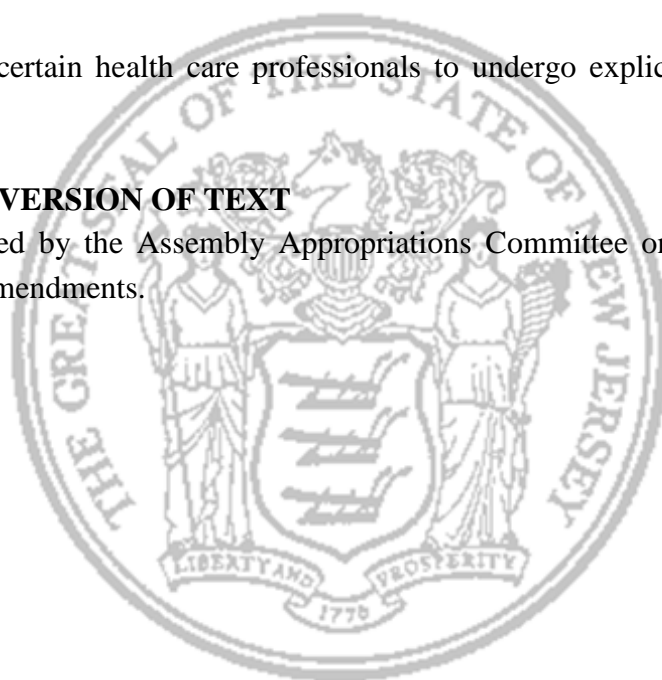 certain health care professionals to undergo explic
VERSION OF TEXT
ed by the Assembly Appropriations Committee on
mendments.
THE GREAT SEAL OF THE STATE OF NEW JERSEY
LIBERTY AND PROSPERITY
1776